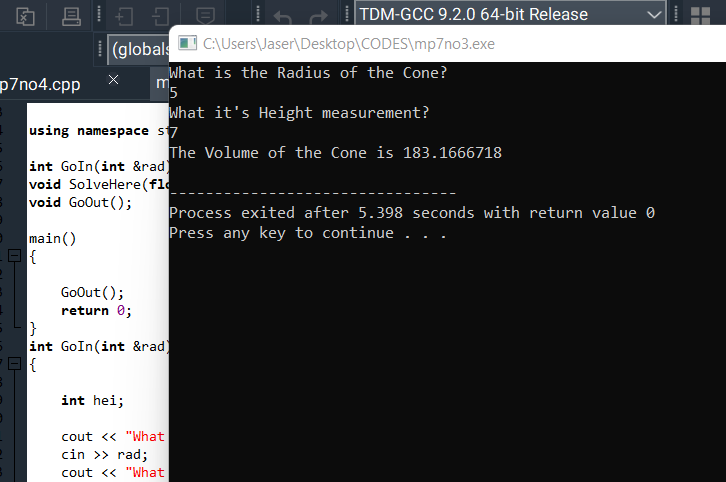 TDM-GCC 9.2.0 64-bit Release
(globals
C:\Users\Jaser\Desktop\CODES\mp7no3.exe
p7no4.cpp
m
using namespace st
int GoIn(int &rad)
void SolveHere(flo
void GoOut();
main()
{
GoOut();
return 0;
}
int GoIn(int &rad)
{
int hei;
cout << "What
cin >> rad;
cout << "What
What is the Radius of the Cone?
5
What it's Height measurement?
7
The Volume of the Cone is 183.1666718
--------------------------------
Process exited after 5.398 seconds with return value 0
Press any key to continue . . .